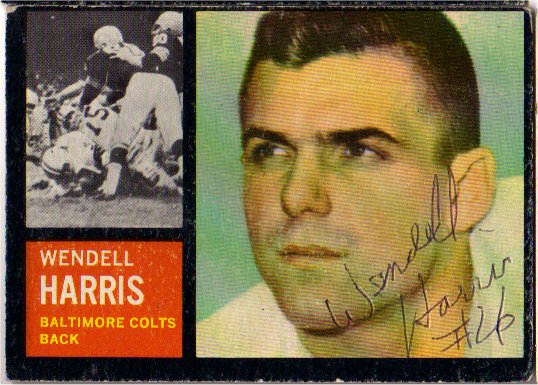 WENDELL
HARRIS
BALTIMORE COLTS
BACK
Wendell
Harris
#26